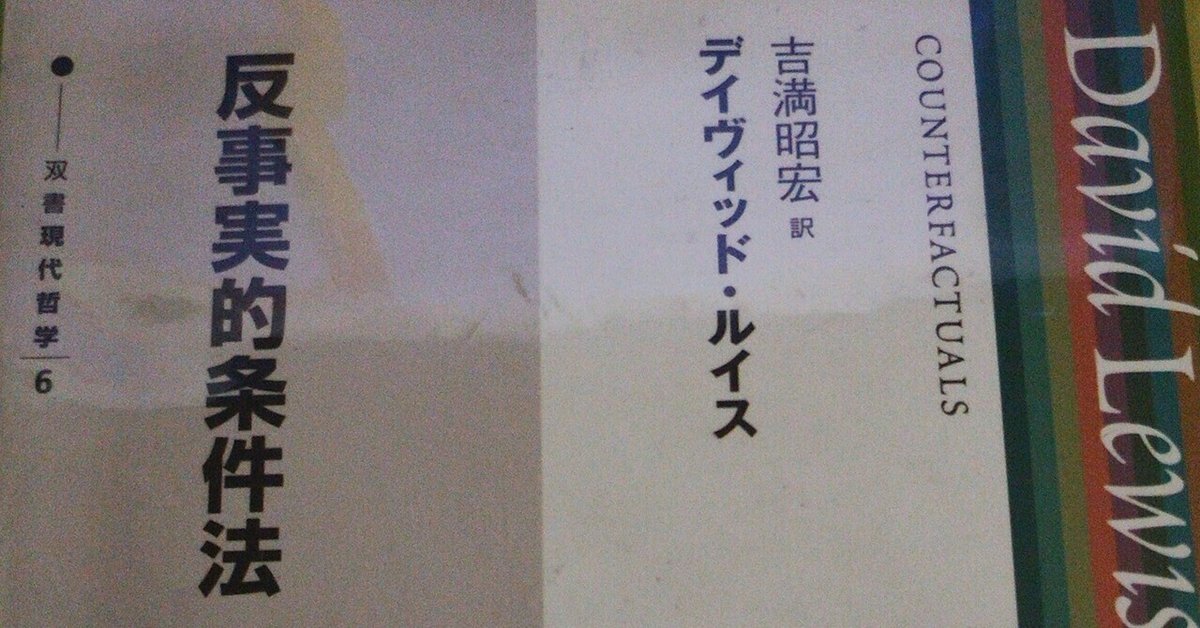 David Lewis
COUNTERFACTUALS
吉満昭宏 訳
デイヴィッド・ルイス
反事実的条件法
双書現代哲学
6